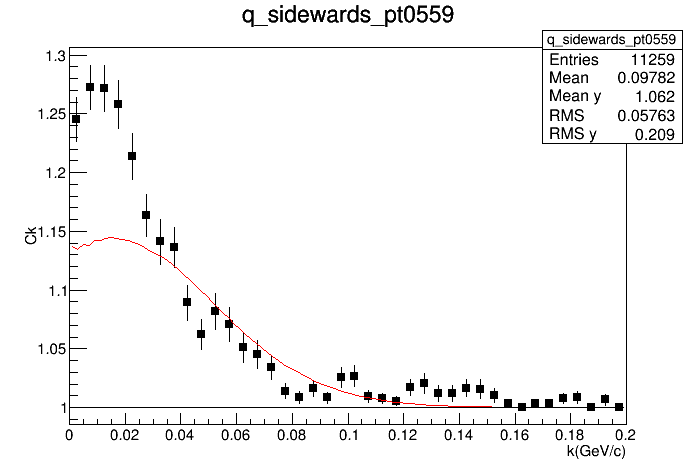 q_sidewards_pt0559
q_sidewards_pt0559
Entries 11259
Mean 0.09782
Mean y 1.062
RMS 0.05763
RMS y 0.209
Ck
1.3
1.25
1.2
1.15
1.1
1.05
1
0 0.02 0.04 0.06 0.08 0.1 0.12 0.14 0.16 0.18 0.2
k(GeV/c)